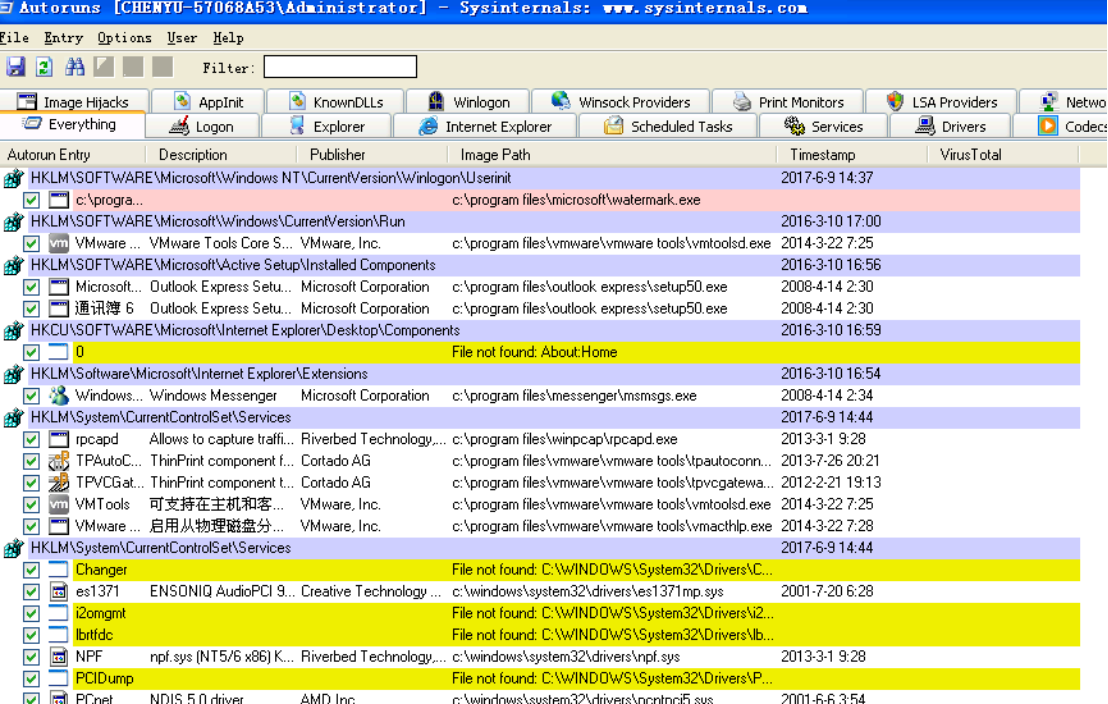 Autoruns [CHENYU-57068A53\Administrator] - Sysinternals: www.sysinternals.com
File Entry Options User Help
Filter:
Image Hijacks AppInit KnownDLLs Winlogon Winsock Providers Print Monitors LSA Providers Netwo
Everything Logon Explorer Internet Explorer Scheduled Tasks Services Drivers Codecs
Autorun Entry Description Publisher Image Path Timestamp VirusTotal
HKLM\SOFTWARE\Microsoft\Windows NT\CurrentVersion\Winlogon\Userinit 2017-6-9 14:37
c:\progra... c:\program files\microsoft\watermark.exe
HKLM\SOFTWARE\Microsoft\Windows\CurrentVersion\Run 2016-3-10 17:00
VMware ... VMware Tools Core S... VMware, Inc. c:\program files\vmware\vmware tools\vmtoolsd.exe 2014-3-22 7:25
HKLM\SOFTWARE\Microsoft\Active Setup\Installed Components 2016-3-10 16:56
Microsoft... Outlook Express Setu... Microsoft Corporation c:\program files\outlook express\setup50.exe 2008-4-14 2:30
通讯簿 6 Outlook Express Setu... Microsoft Corporation c:\program files\outlook express\setup50.exe 2008-4-14 2:30
HKCU\SOFTWARE\Microsoft\Internet Explorer\Desktop\Components 2016-3-10 16:59
0 File not found: About:Home
HKLM\Software\Microsoft\Internet Explorer\Extensions 2016-3-10 16:54
Windows... Windows Messenger Microsoft Corporation c:\program files\messenger\msmsgs.exe 2008-4-14 2:34
HKLM\System\CurrentControlSet\Services 2017-6-9 14:44
rpcapd Allows to capture traffi... Riverbed Technology,... c:\program files\winpcap\rpcapd.exe 2013-3-1 9:28
TPAutoC... ThinPrint component f... Cortado AG c:\program files\vmware\vmware tools\tpautoconn... 2013-7-26 20:21
TPVCGat... ThinPrint component t... Cortado AG c:\program files\vmware\vmware tools\tpvcgatewa... 2012-2-21 19:13
VMTools 可支持在主机和客... VMware, Inc. c:\program files\vmware\vmware tools\vmtoolsd.exe 2014-3-22 7:25
VMware ... 启用从物理磁盘分... VMware, Inc. c:\program files\vmware\vmware tools\vmacthlp.exe 2014-3-22 7:28
HKLM\System\CurrentControlSet\Services 2017-6-9 14:44
Changer File not found: C:\WINDOWS\System32\Drivers\C...
es1371 ENSONIQ AudioPCI 9... Creative Technology ... c:\windows\system32\drivers\es1371mp.sys 2001-7-20 6:28
i2omgmt File not found: C:\WINDOWS\System32\Drivers\i2...
lbrtfdc File not found: C:\WINDOWS\System32\Drivers\lb...
NPF npf.sys (NT5/6 x86) K... Riverbed Technology,... c:\windows\system32\drivers\npf.sys 2013-3-1 9:28
PCIDump File not found: C:\WINDOWS\System32\Drivers\P...
PCnet NDIS 5.0 driver AMD Inc. c:\windows\system32\drivers\pcntpci5.sys 2001-6-6 3:54